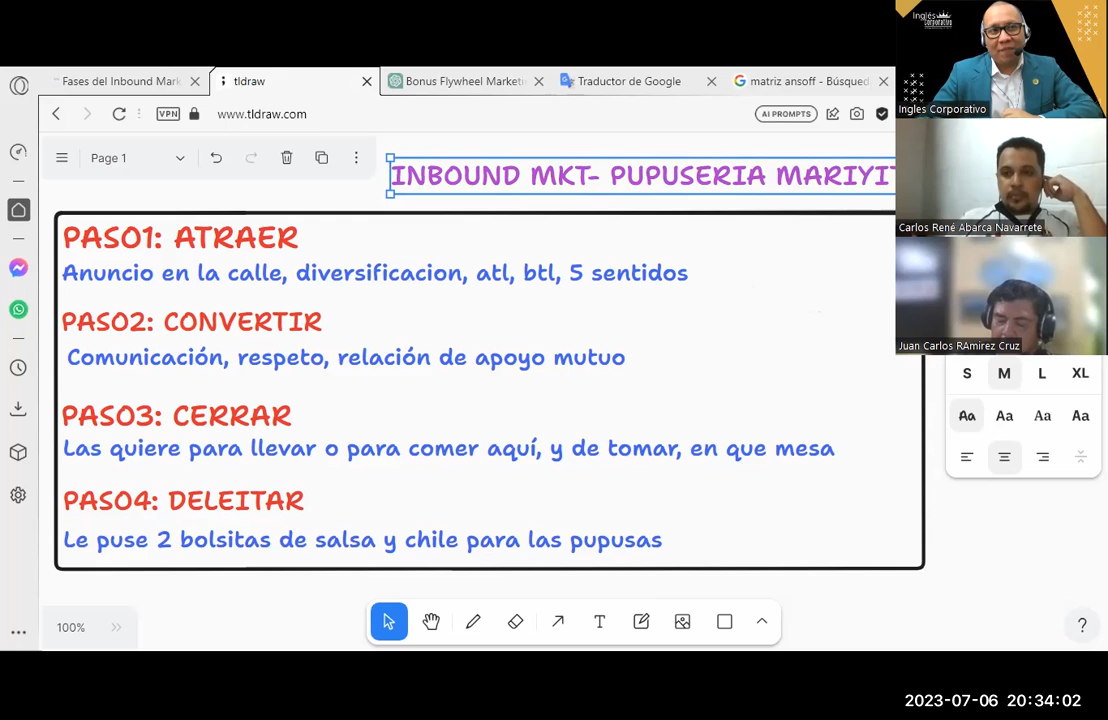 Inglés
Corporativo
Ingles Corporativo
Fases del Inbound Mark
tldraw
Bonus Flywheel Marketi
Traductor de Google
matriz ansoff - Búsqued
VPN
www.tldraw.com
AI PROMPTS
Page 1
INBOUND MKT- PUPUSERIA MARIYIT
Carlos René Abarca Navarrete
PASO1: ATRAER
Anuncio en la calle, diversificacion, atl, btl, 5 sentidos
PASO2: CONVERTIR
Comunicación, respeto, relación de apoyo mutuo
Juan Carlos RAmirez Cruz
S M L XL
PASO3: CERRAR
Aa Aa Aa Aa
Las quiere para llevar o para comer aquí, y de tomar, en que mesa
PASO4: DELEITAR
Le puse 2 bolsitas de salsa y chile para las pupusas
100%
T
?
2023-07-06 20:34:02